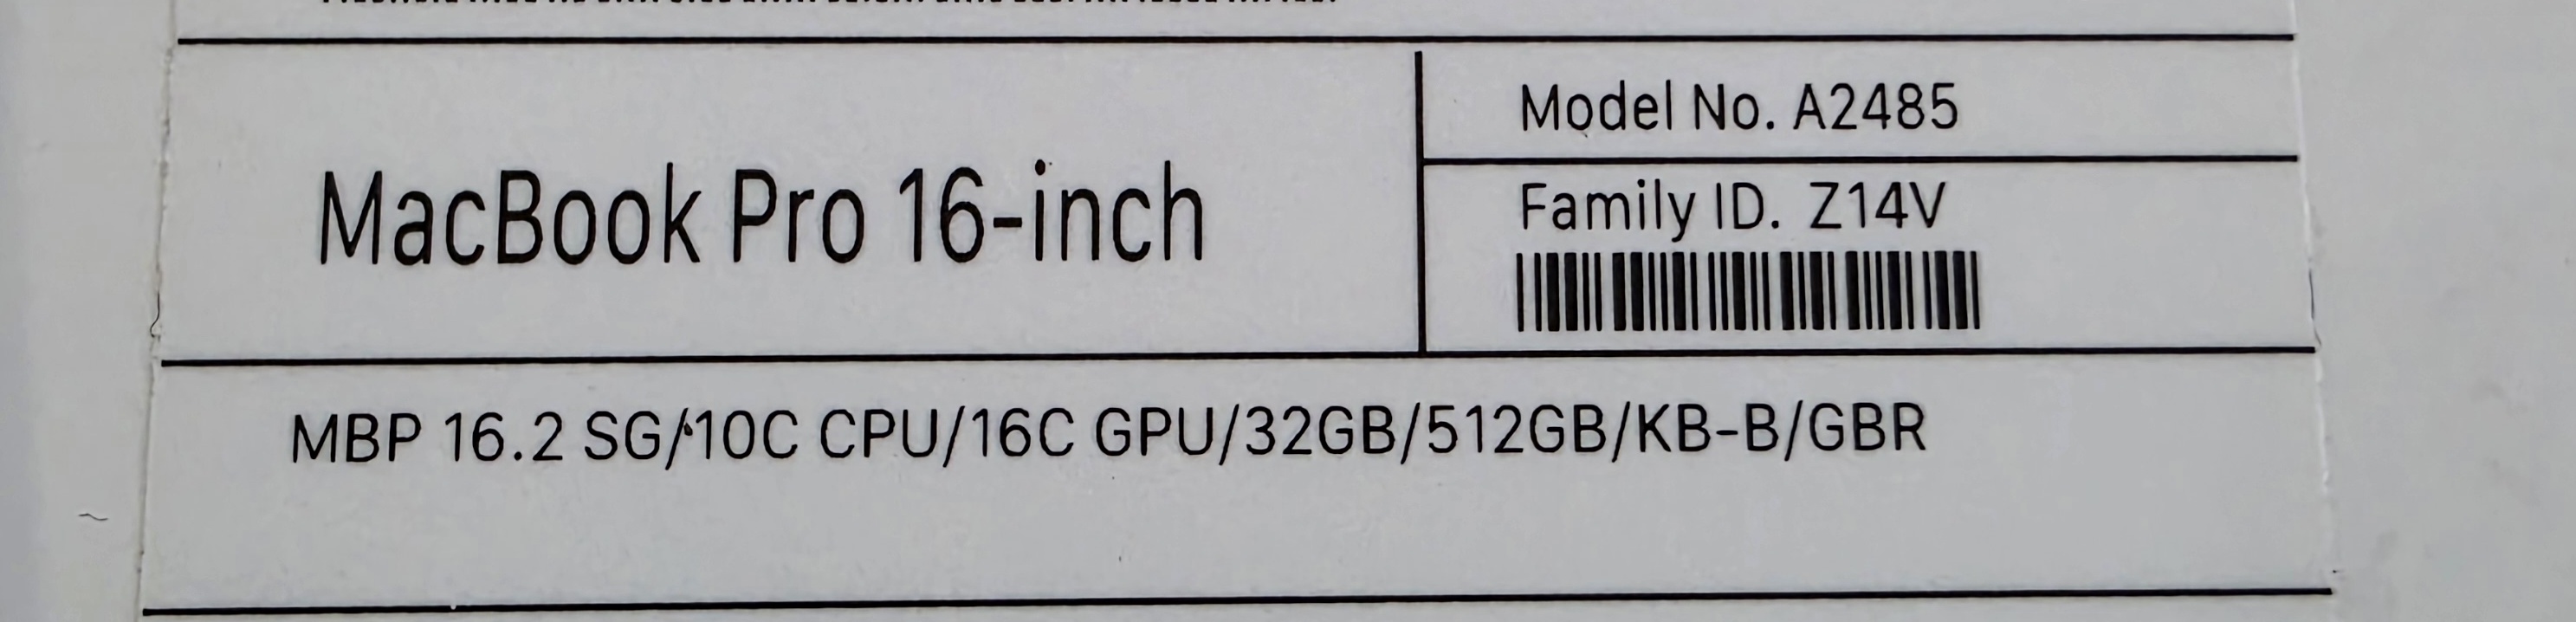 MacBook Pro 16-inch
Model No. A2485
Family ID. Z14V
MBP 16.2 SG/10C CPU/16C GPU/32GB/512GB/KB-B/GBR